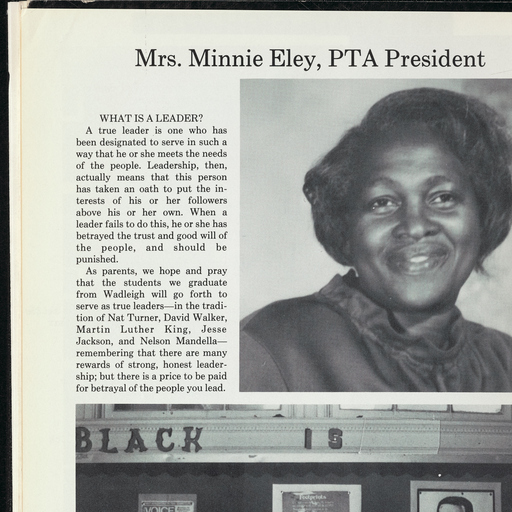 Mrs. Minnie Eley, PTA President
WHAT IS A LEADER?
A true leader is one who has
been designated to serve in such a
way that he or she meets the needs
of the people. Leadership, then,
actually means that this person
has taken an oath to put the in-
terests of his or her followers
above his or her own. When a
leader fails to do this, he or she has
betrayed the trust and good will of
the people, and should be
punished.
As parents, we hope and pray
that the students we graduate
from Wadleigh will go forth to
serve as true leaders—in the tradi-
tion of Nat Turner, David Walker,
Martin Luther King, Jesse
Jackson, and Nelson Mandella—
remembering that there are many
rewards of strong, honest leader-
ship; but there is a price to be paid
for betrayal of the people you lead.
BLACK IS
VOICE
Footprints